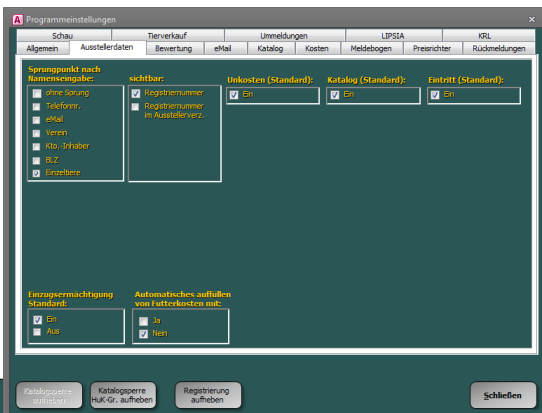 A Programmeinstellungen
Schau Tierverkauf Ummeldungen LIPSIA KRL
Allgemein Ausstellerdaten Bewertung eMail Katalog Kosten Meldebogen Preisrichter Rückmeldungen
Sprungpunkt nach
Namenseingabe:
ohne Sprung
Telefonnr.
eMail
Verein
Kto.-Inhaber
BLZ
Einzeltiere
sichtbar:
Registriernummer
Registriernummer
im Ausstellerverz.
Unkosten (Standard):
Ein
Katalog (Standard):
Ein
Eintritt (Standard):
Ein
Einzugsermächtigung
Standard:
Ein
Aus
Automatisches auffüllen
von Futterkosten mit:
Ja
Nein
Katalogsperre
aufheben
Katalogsperre
HuK-Gr. aufheben
Registrierung
aufheben
Schließen